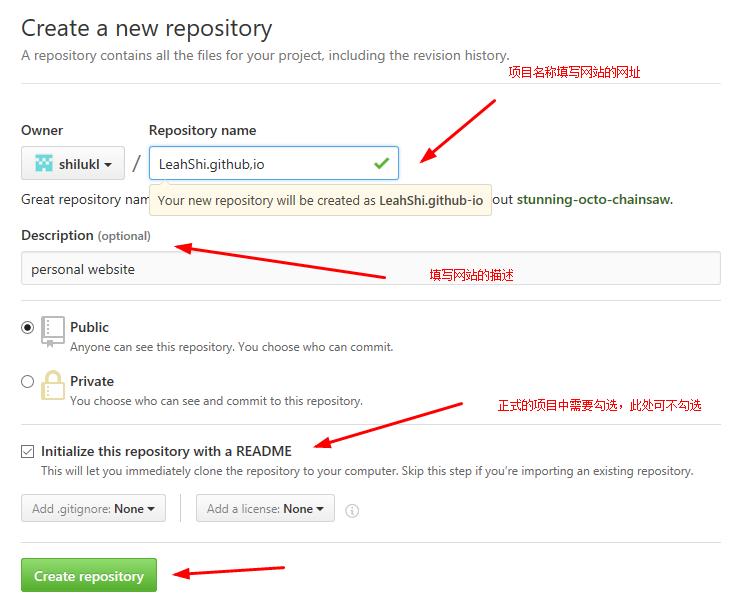 Create a new repository
A repository contains all the files for your project, including the revision history.
项目名称填写网站的网址
Owner
Repository name
shilukl
/
LeahShi.github,io
Great repository nam
Your new repository will be created as LeahShi.github-io
out stunning-octo-chainsaw.
Description (optional)
personal website
填写网站的描述
Public
Anyone can see this repository. You choose who can commit.
Private
You choose who can see and commit to this repository.
正式的项目中需要勾选，此处可不勾选
Initialize this repository with a README
This will let you immediately clone the repository to your computer. Skip this step if you're importing an existing repository.
Add .gitignore: None
Add a license: None
Create repository